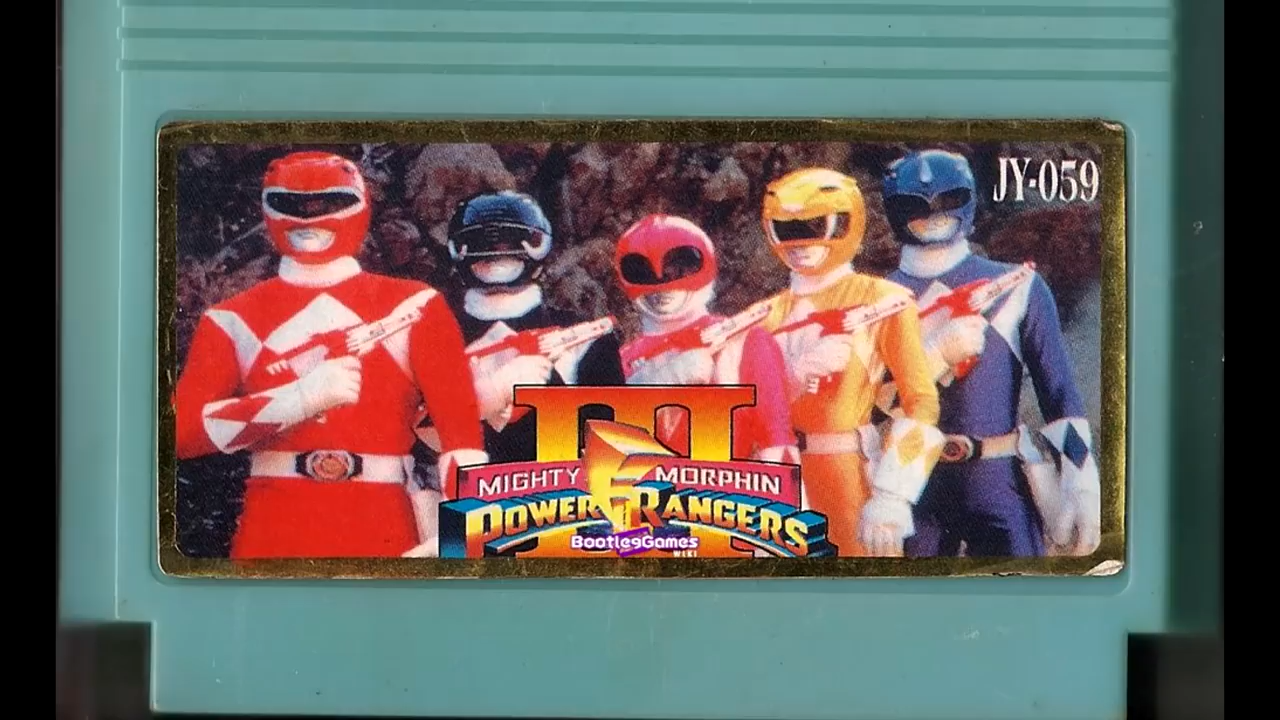 JY-059
III
MIGHTY MORPHIN
POWER RANGERS
BootlegGames
WIKI